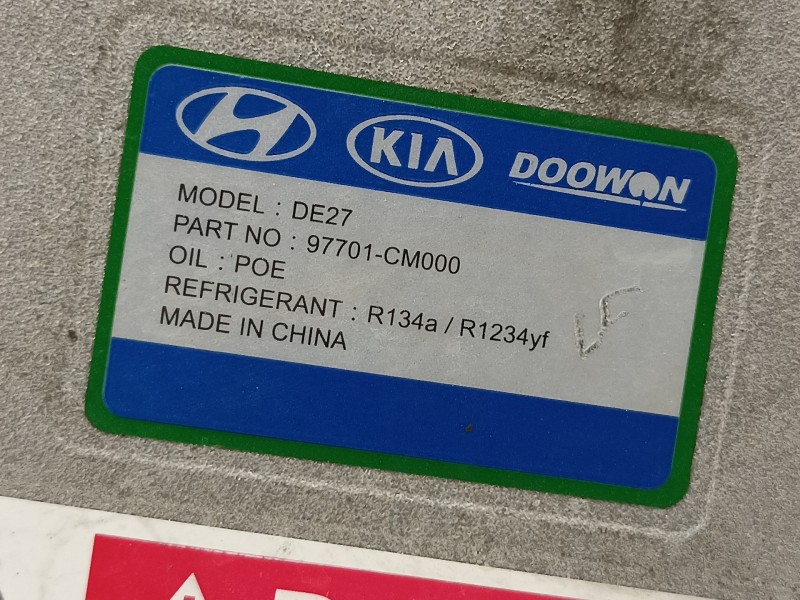 KIA DOOWON
MODEL : DE27
PART NO : 97701-CM000
OIL : POE
REFRIGERANT : R134a / R1234yf
MADE IN CHINA